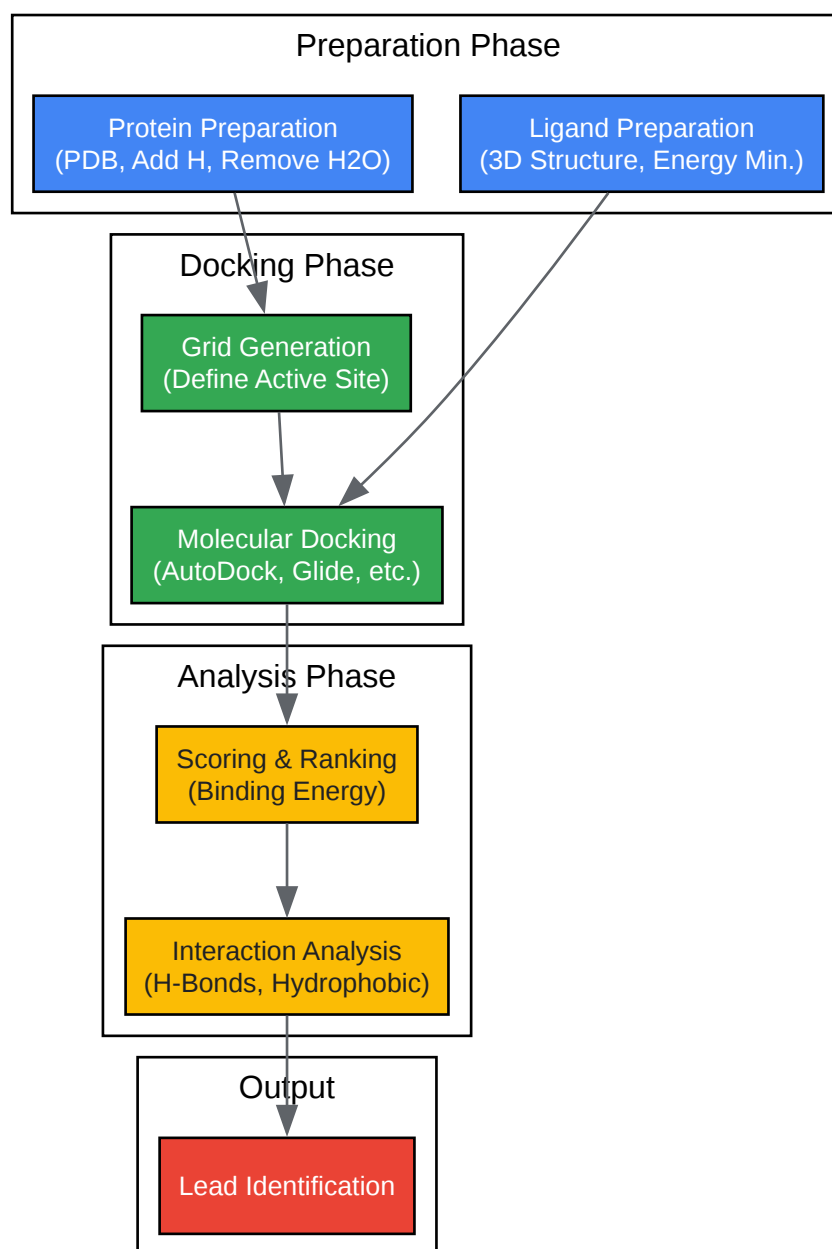 Preparation Phase
Protein Preparation
(PDB, Add H, Remove H2O)
Ligand Preparation
(3D Structure, Energy Min.)
Docking Phase
Grid Generation
(Define Active Site)
Molecular Docking
(AutoDock, Glide, etc.)
Analysis Phase
Scoring & Ranking
(Binding Energy)
Interaction Analysis
(H-Bonds, Hydrophobic)
Output
Lead Identification